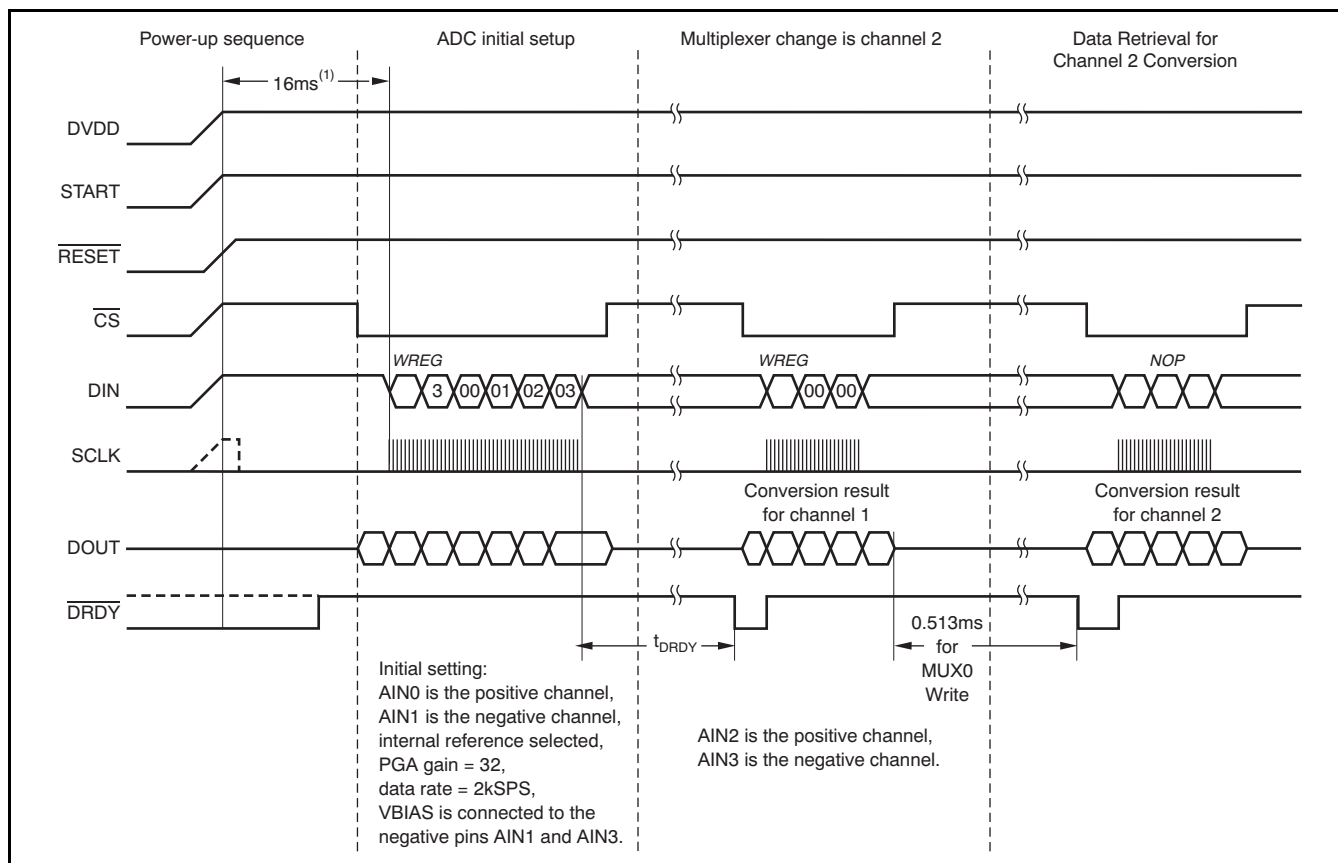 Power-up sequence
ADC initial setup
Multiplexer change is channel 2
Data Retrieval for
Channel 2 Conversion
16ms(1)
DVDD
START
RESET
CS
WREG
WREG
NOP
DIN
3 00 01 02 03
00 00
SCLK
Conversion result
for channel 1
Conversion result
for channel 2
DOUT
DRDY
tDRDY
0.513ms
for
MUX0
Write
Initial setting:
AIN0 is the positive channel,
AIN1 is the negative channel,
internal reference selected,
PGA gain = 32,
data rate = 2kSPS,
VBIAS is connected to the
negative pins AIN1 and AIN3.
AIN2 is the positive channel,
AIN3 is the negative channel.